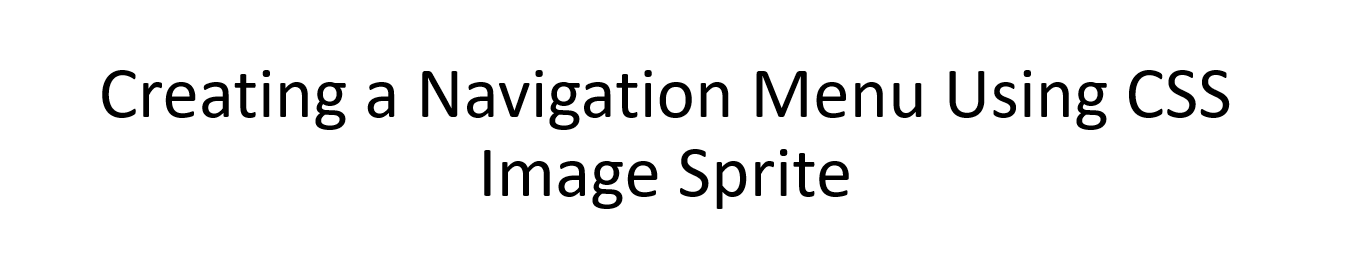 Creating a Navigation Menu Using CSS
Image Sprite